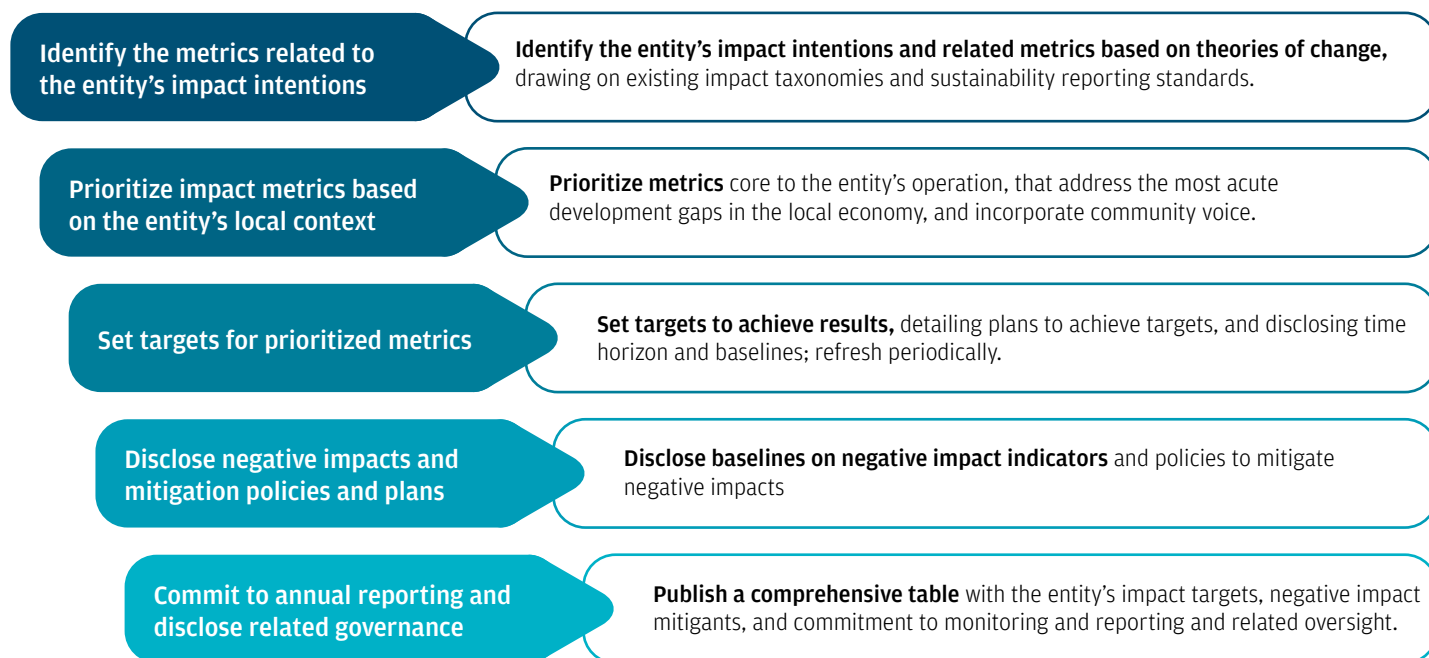 Identify the metrics related to
the entity’s impact intentions
Identify the entity’s impact intentions and related metrics based on theories of change,
drawing on existing impact taxonomies and sustainability reporting standards.
Prioritize impact metrics based
on the entity’s local context
Prioritize metrics core to the entity’s operation, that address the most acute
development gaps in the local economy, and incorporate community voice.
Set targets for prioritized metrics
Set targets to achieve results, detailing plans to achieve targets, and disclosing time
horizon and baselines; refresh periodically.
Disclose negative impacts and
mitigation policies and plans
Disclose baselines on negative impact indicators and policies to mitigate
negative impacts
Commit to annual reporting and
disclose related governance
Publish a comprehensive table with the entity’s impact targets, negative impact
mitigants, and commitment to monitoring and reporting and related oversight.